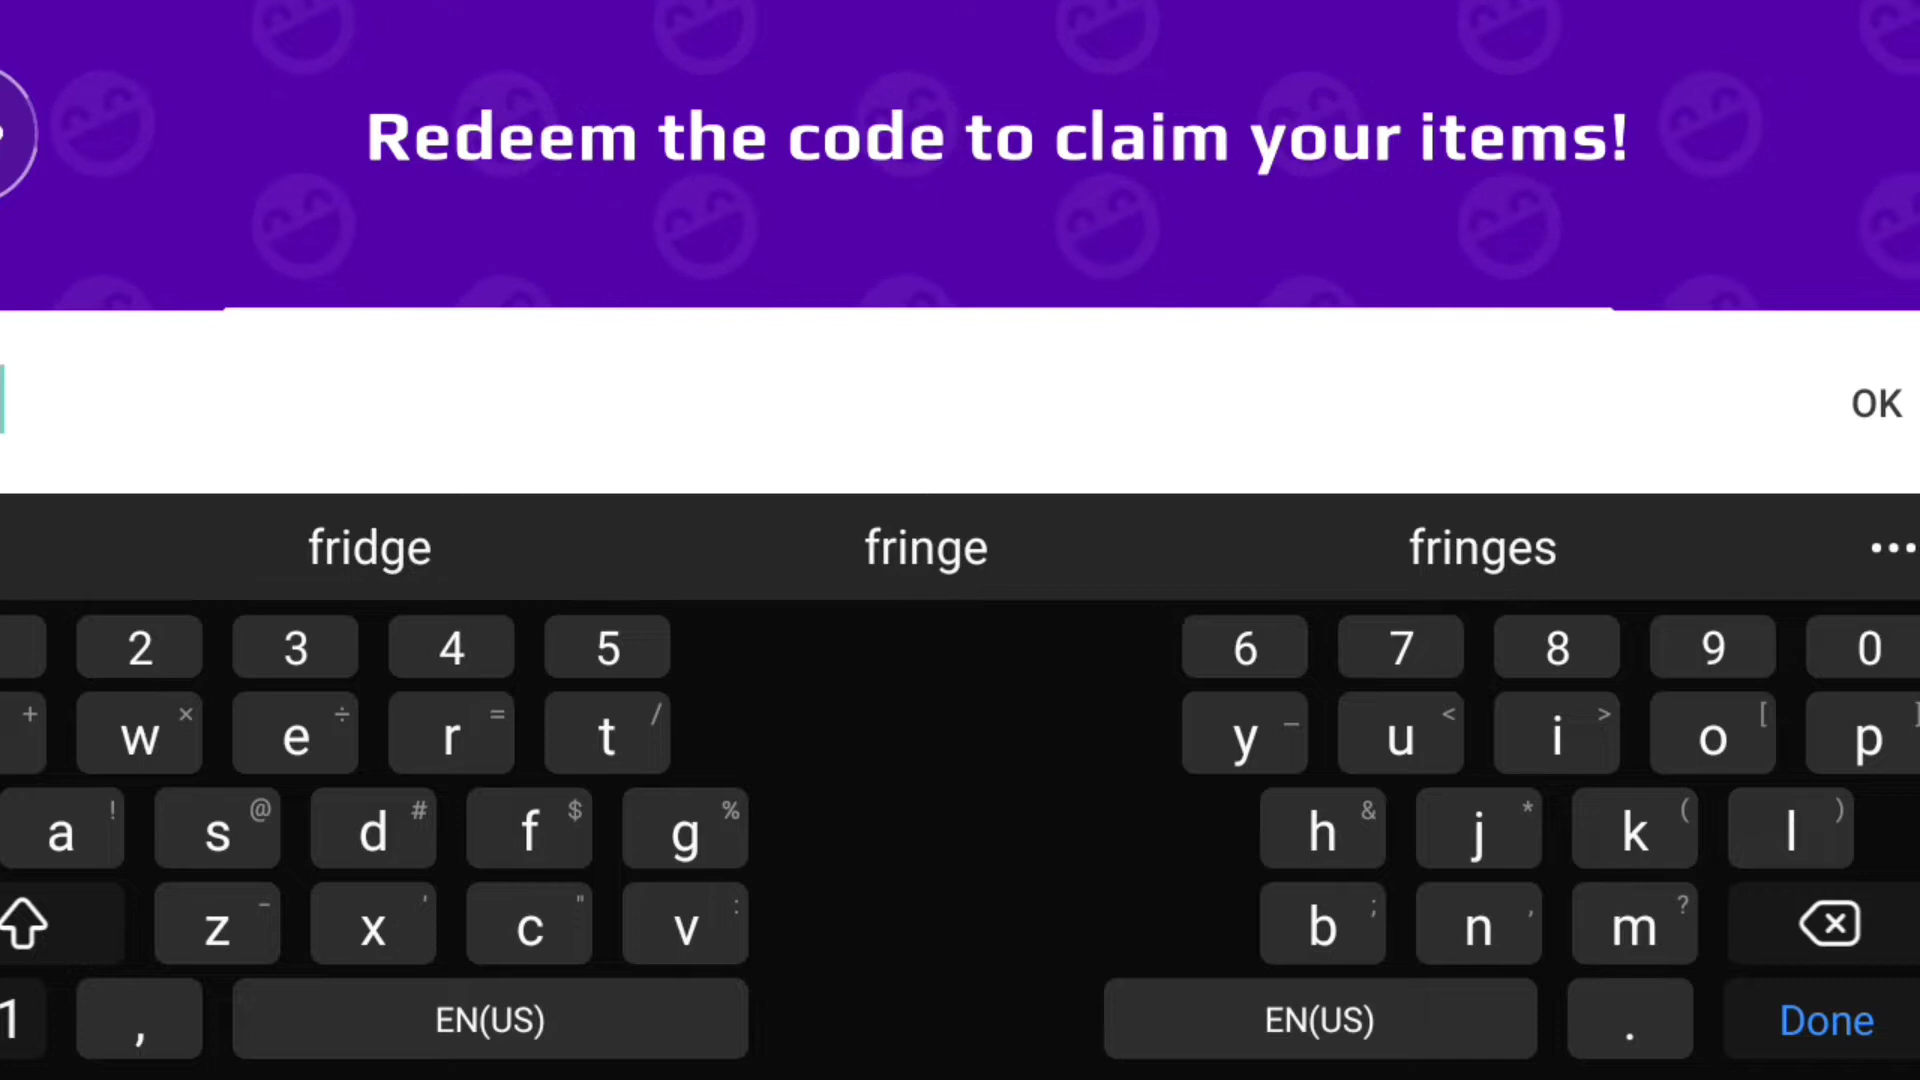 Redeem the code to claim your items!
OK
fridge fringe fringes ...
2 3 4 5 6 7 8 9 0
+ w × e ÷ r = t / y _ u < i > o [ p ]
a ! s @ d # f $ g % h & j * k ( l )
z - x ' c " v : b ; n , m ?
1 , EN(US) EN(US) . Done